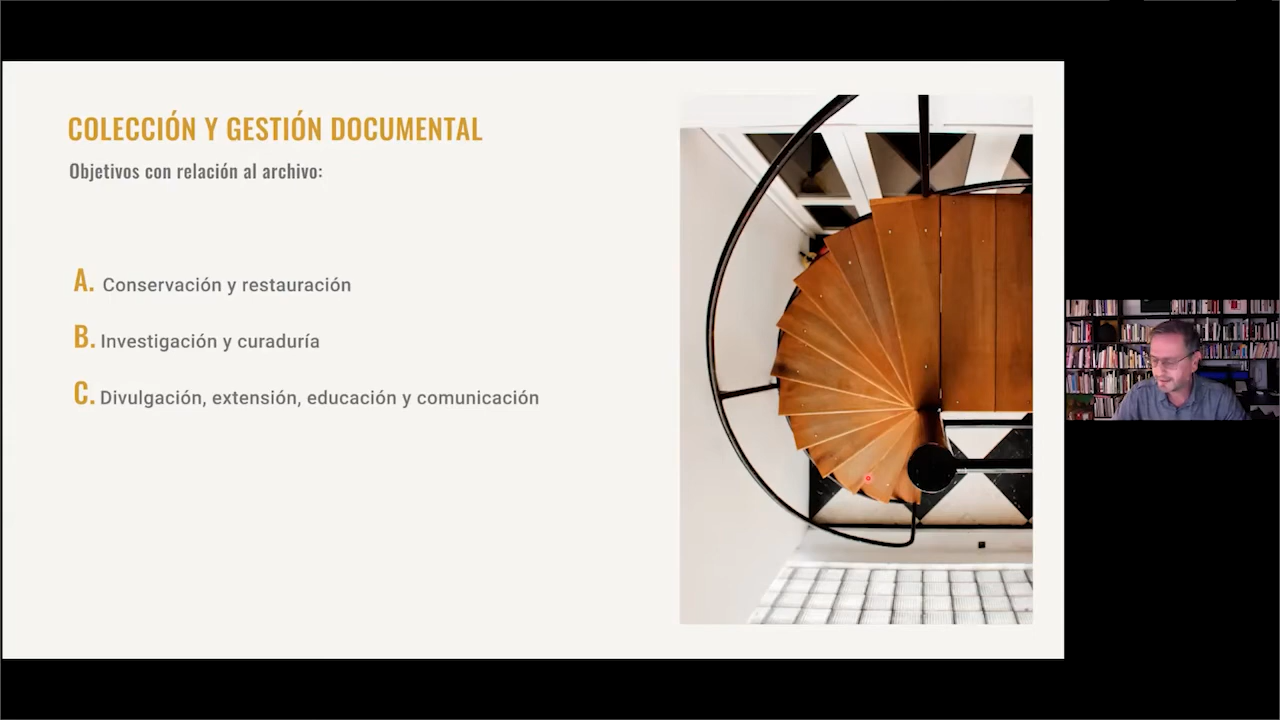 COLECCIÓN Y GESTIÓN DOCUMENTAL
Objetivos con relación al archivo:
A. Conservación y restauración
B. Investigación y curaduría
C. Divulgación, extensión, educación y comunicación